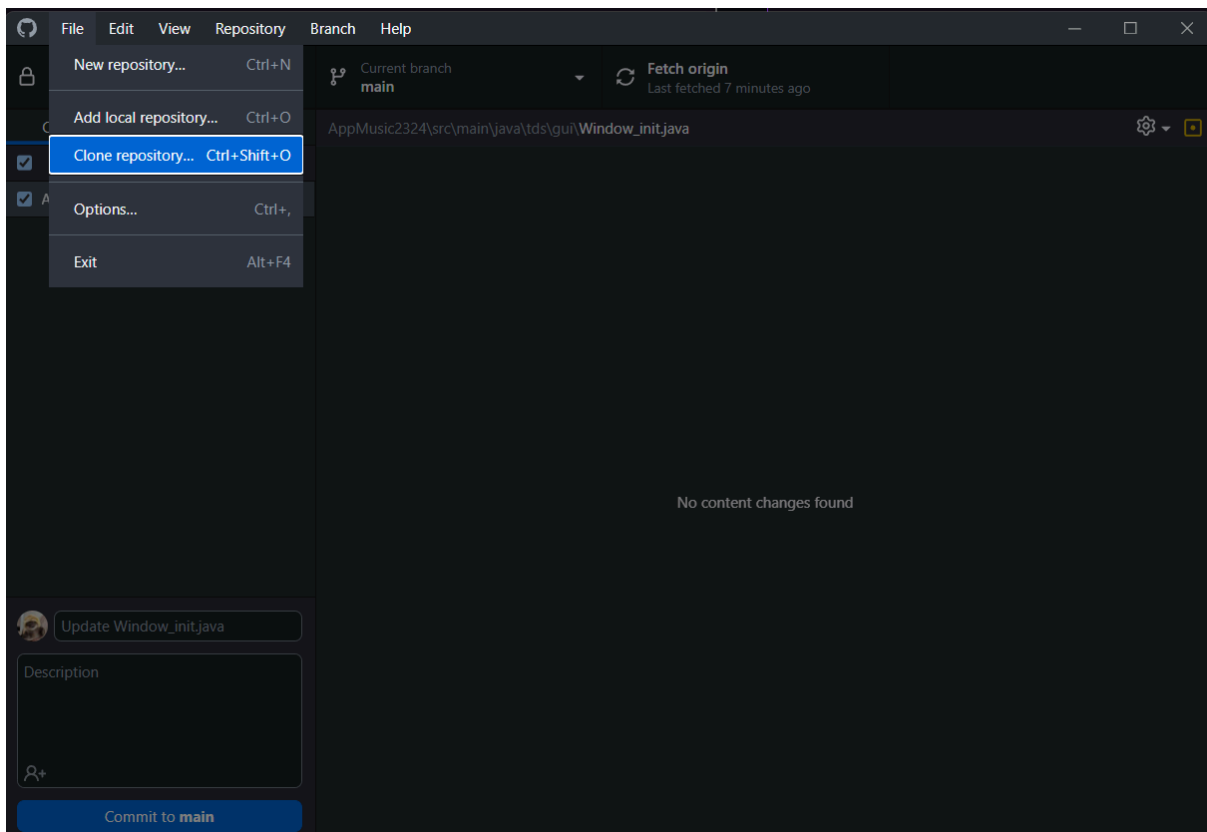 File Edit View Repository Branch Help
New repository... Ctrl+N
Add local repository... Ctrl+O
Clone repository... Ctrl+Shift+O
Options... Ctrl+,
Exit Alt+F4
Current branch
main
Fetch origin
Last fetched 7 minutes ago
C
A
AppMusic2324\src\main\java\tds\gui\Window_init.java
No content changes found
Update Window_init.java
Description
Commit to main